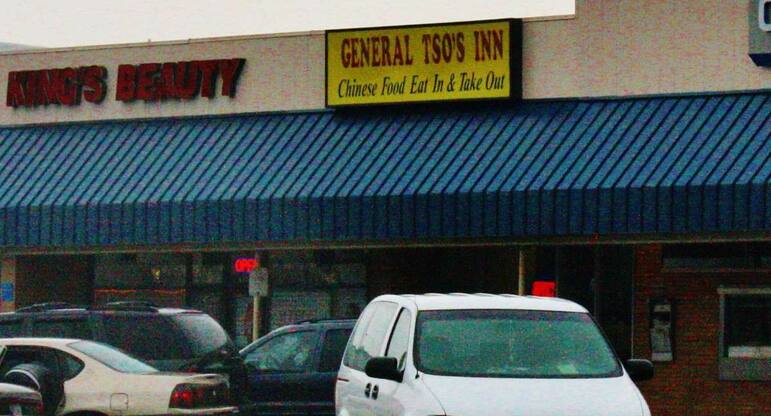 KING'S BEAUTY
GENERAL TSO'S INN
Chinese Food Eat In & Take Out
OPEN